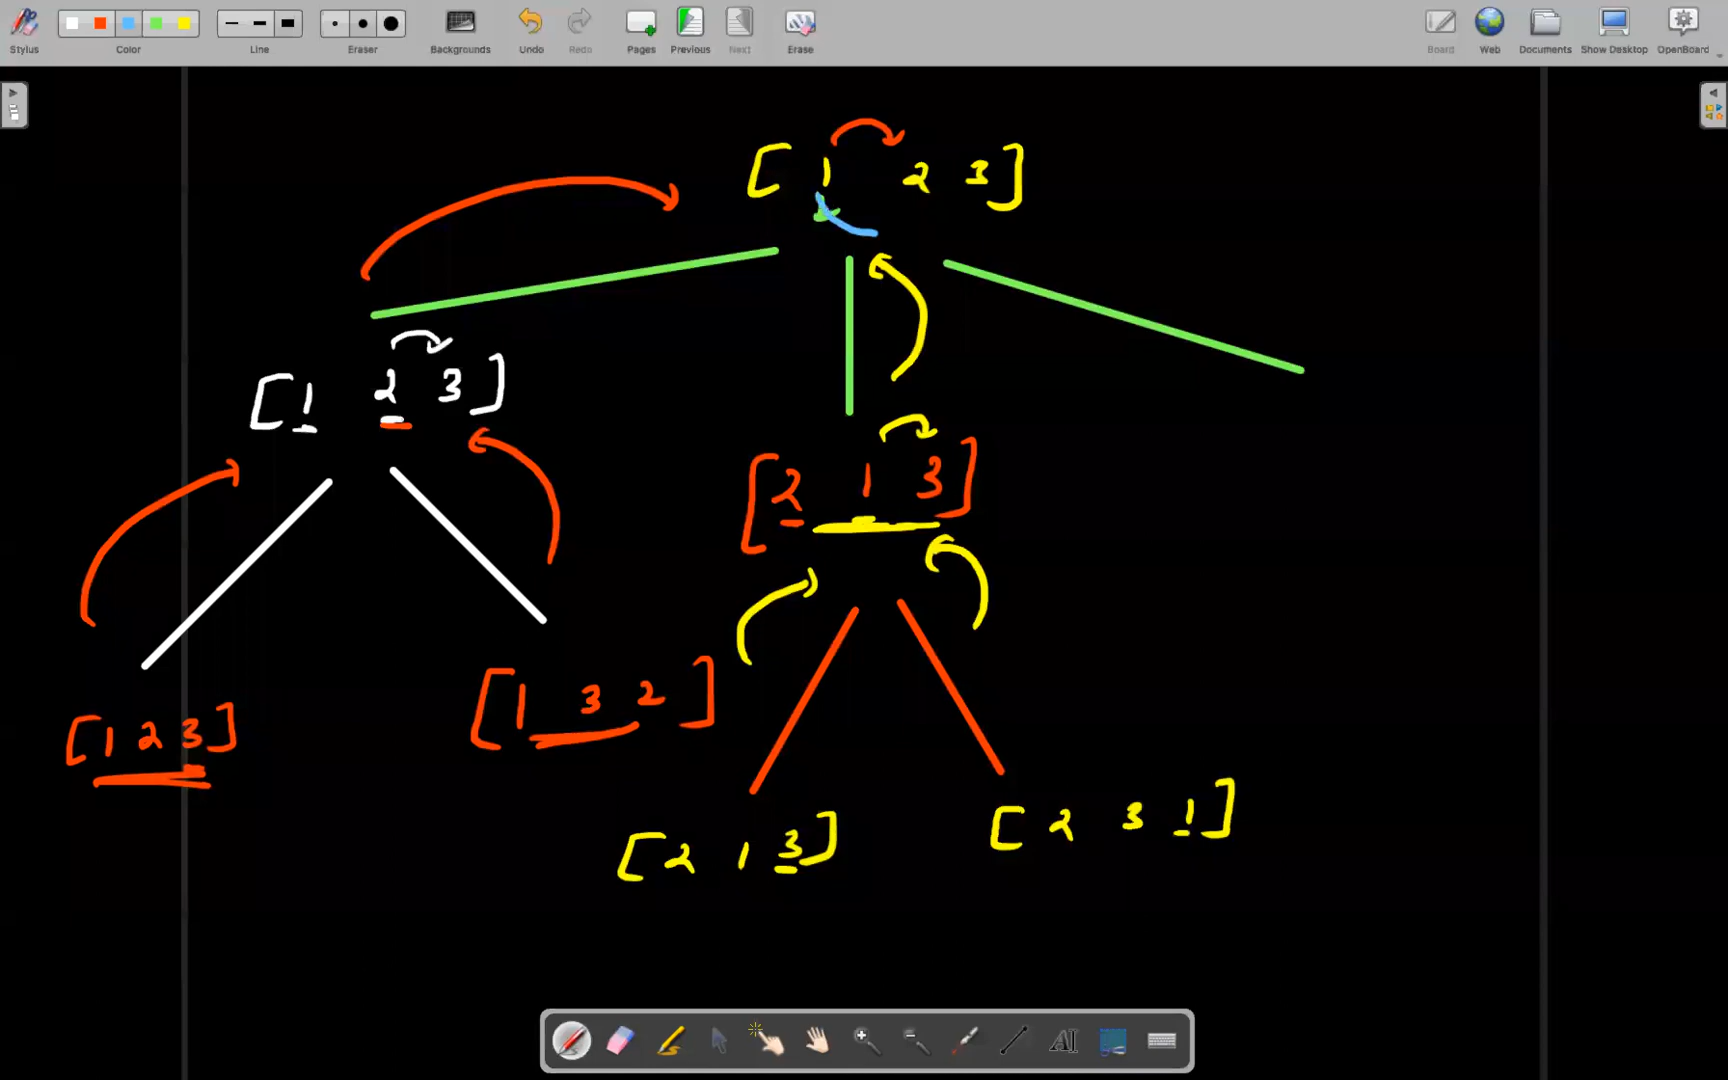 Stylus Color Line Eraser Backgrounds Undo Redo Pages Previous Next Erase Board Web Documents Show Desktop OpenBoard
[ 1 2 3 ]
[ 1 2 3 ]
[ 2 1 3 ]
[ 1 3 2 ]
[ 1 2 3 ]
[ 2 1 3 ]
[ 2 3 1 ]
AI